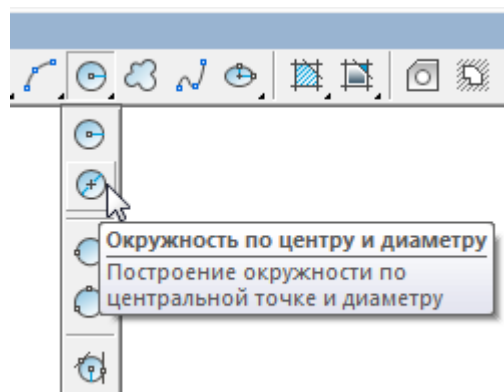 Окружность по центру и диаметру
Построение окружности по
центральной точке и диаметру